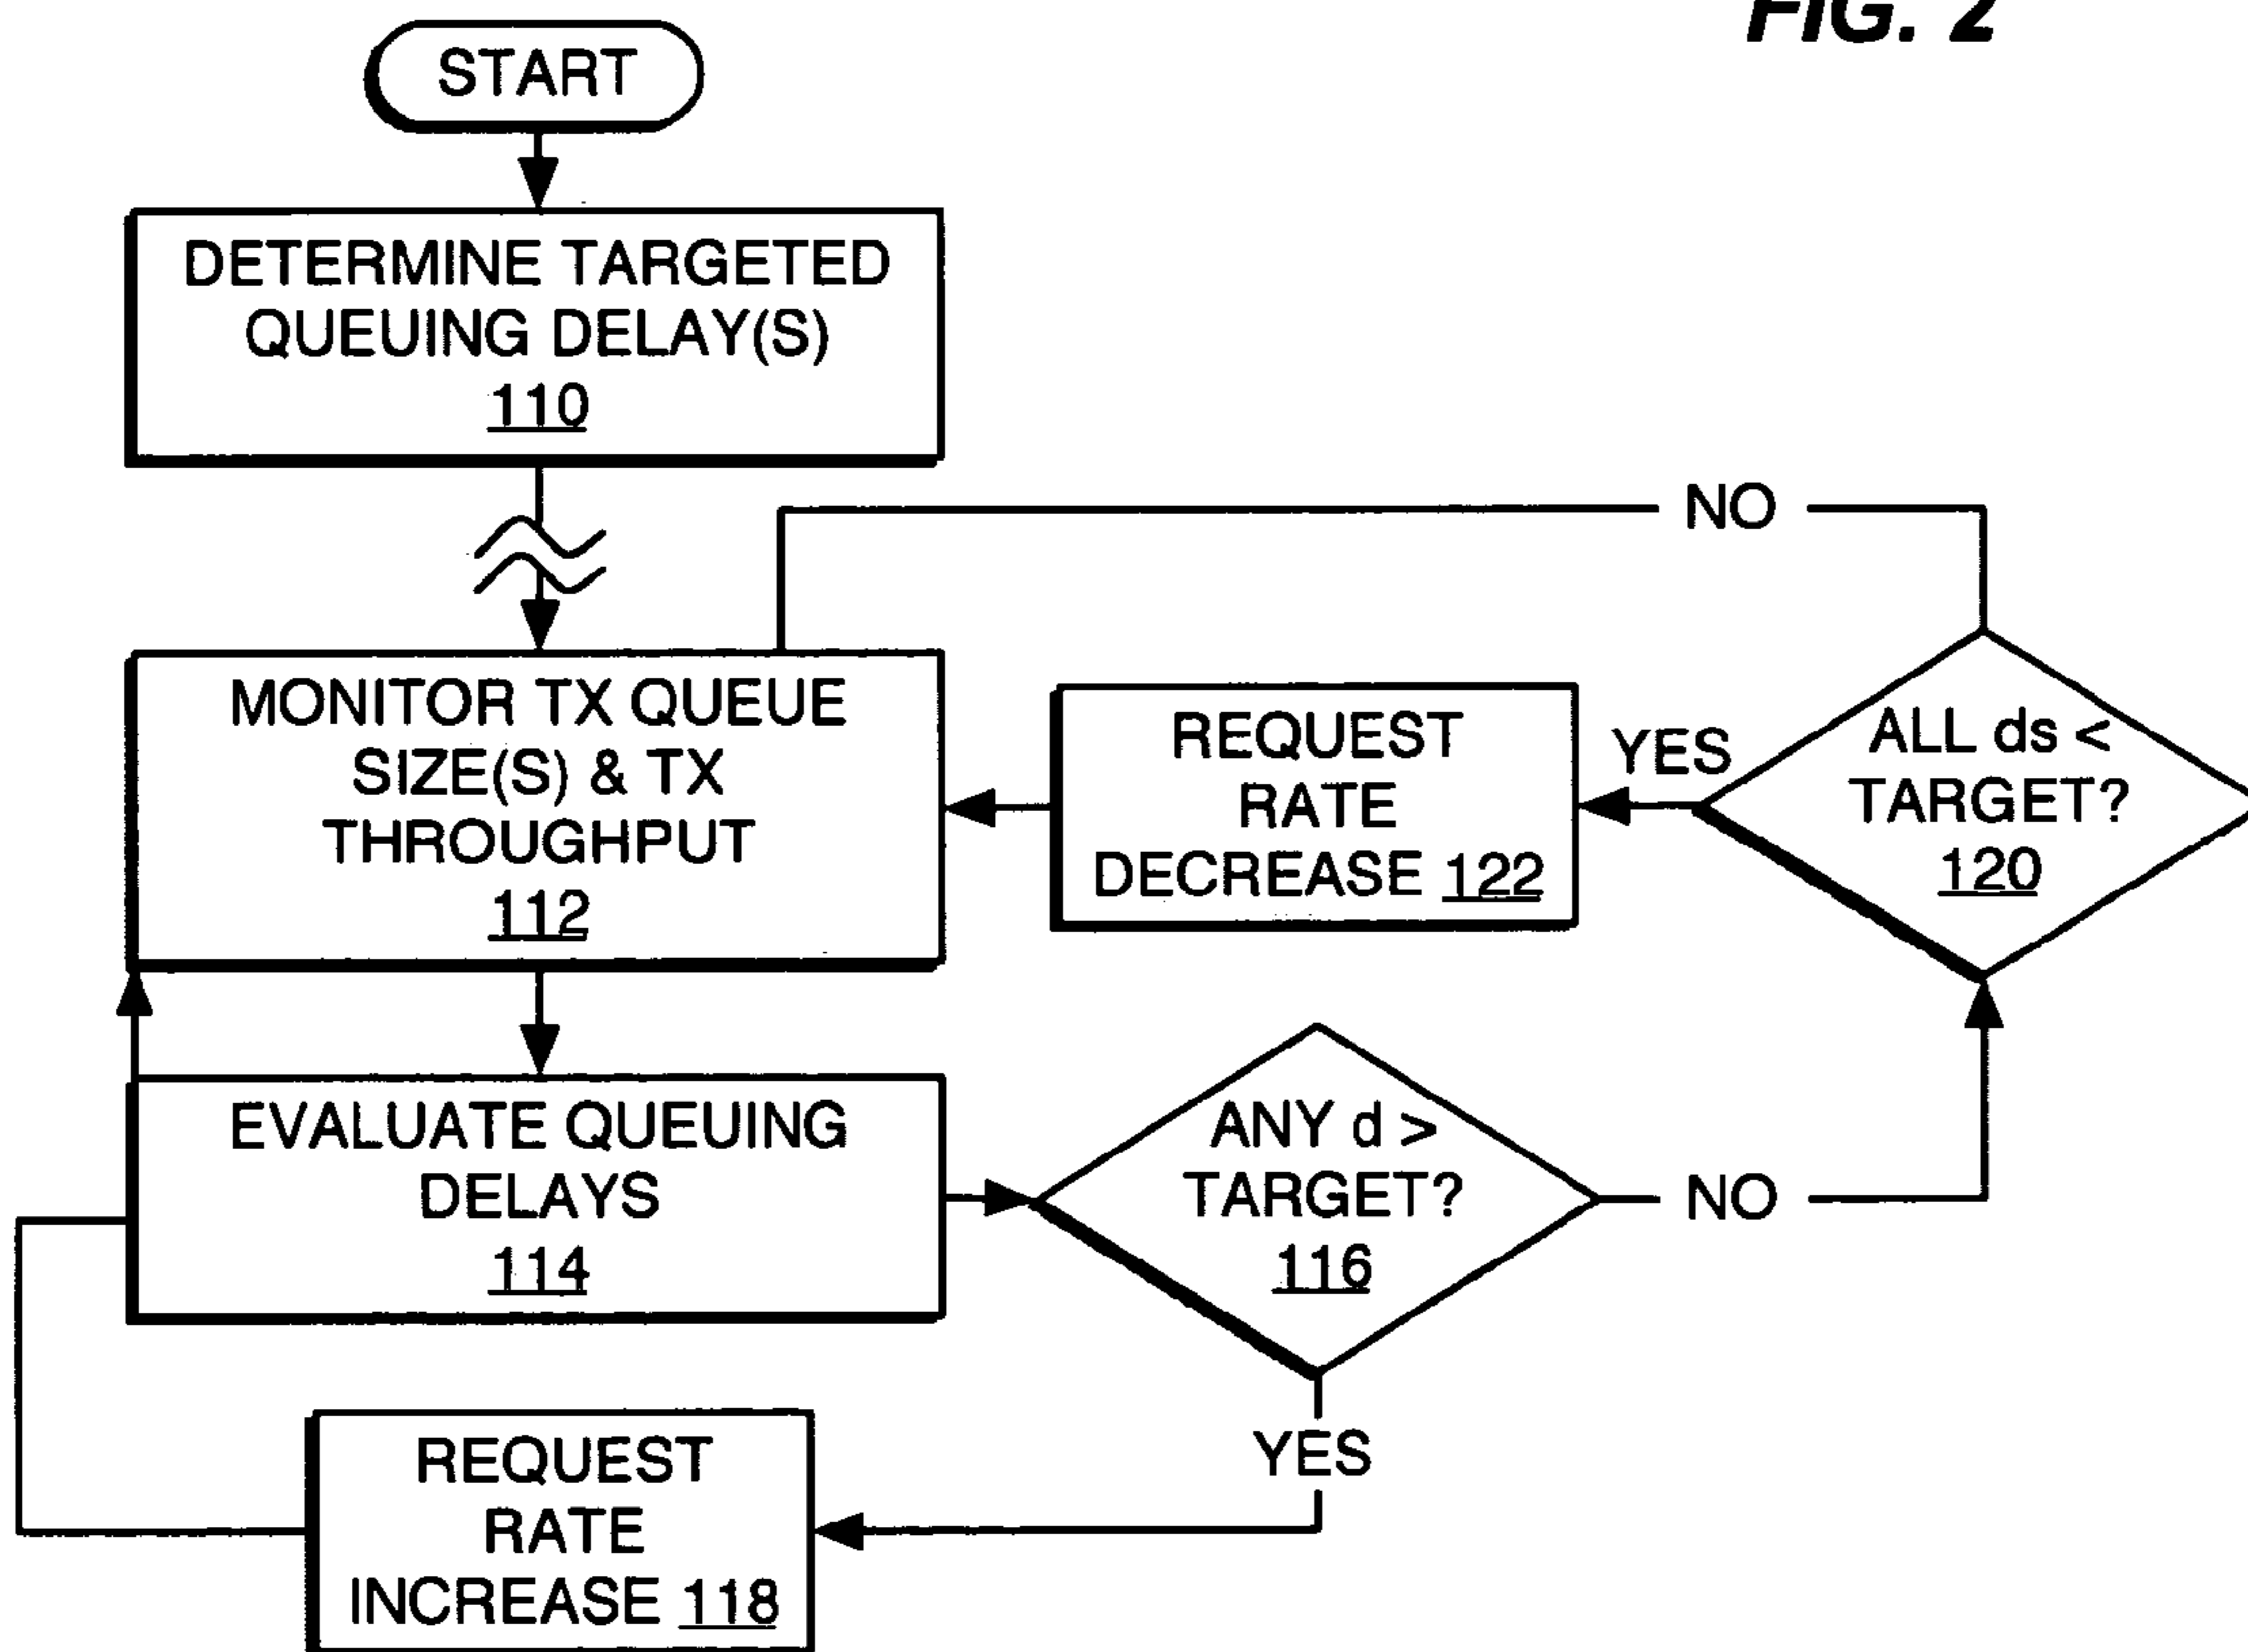 FIG. 2
START
DETERMINE TARGETED
QUEUING DELAY(S)
110
NO
MONITOR TX QUEUE
SIZE(S) & TX
THROUGHPUT
112
REQUEST
RATE
DECREASE 122
YES
ALL ds <
TARGET?
120
EVALUATE QUEUING
DELAYS
114
ANY d >
TARGET?
116
NO
YES
REQUEST
RATE
INCREASE 118